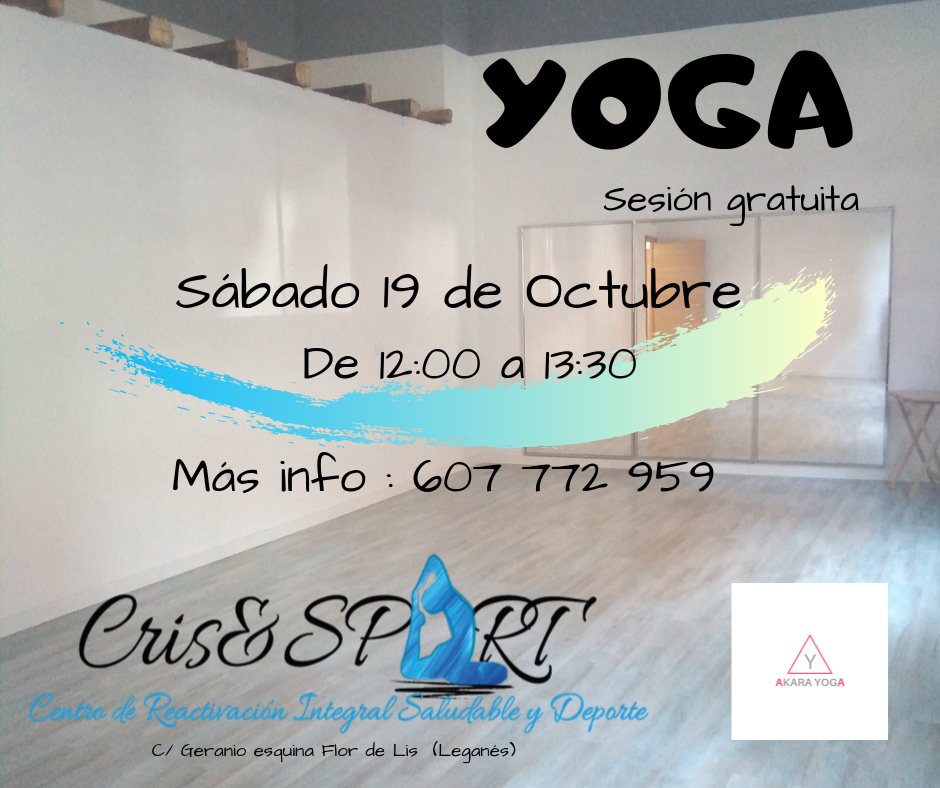 YOGA
Sesión gratuita
Sábado 19 de Octubre
De 12:00 a 13:30
Más info : 607 772 959
Cris&SPORT
Centro de Reactivación Integral Saludable y Deporte
C/ Geranio esquina Flor de Lis (Leganés)
Y
AKARA YOGA